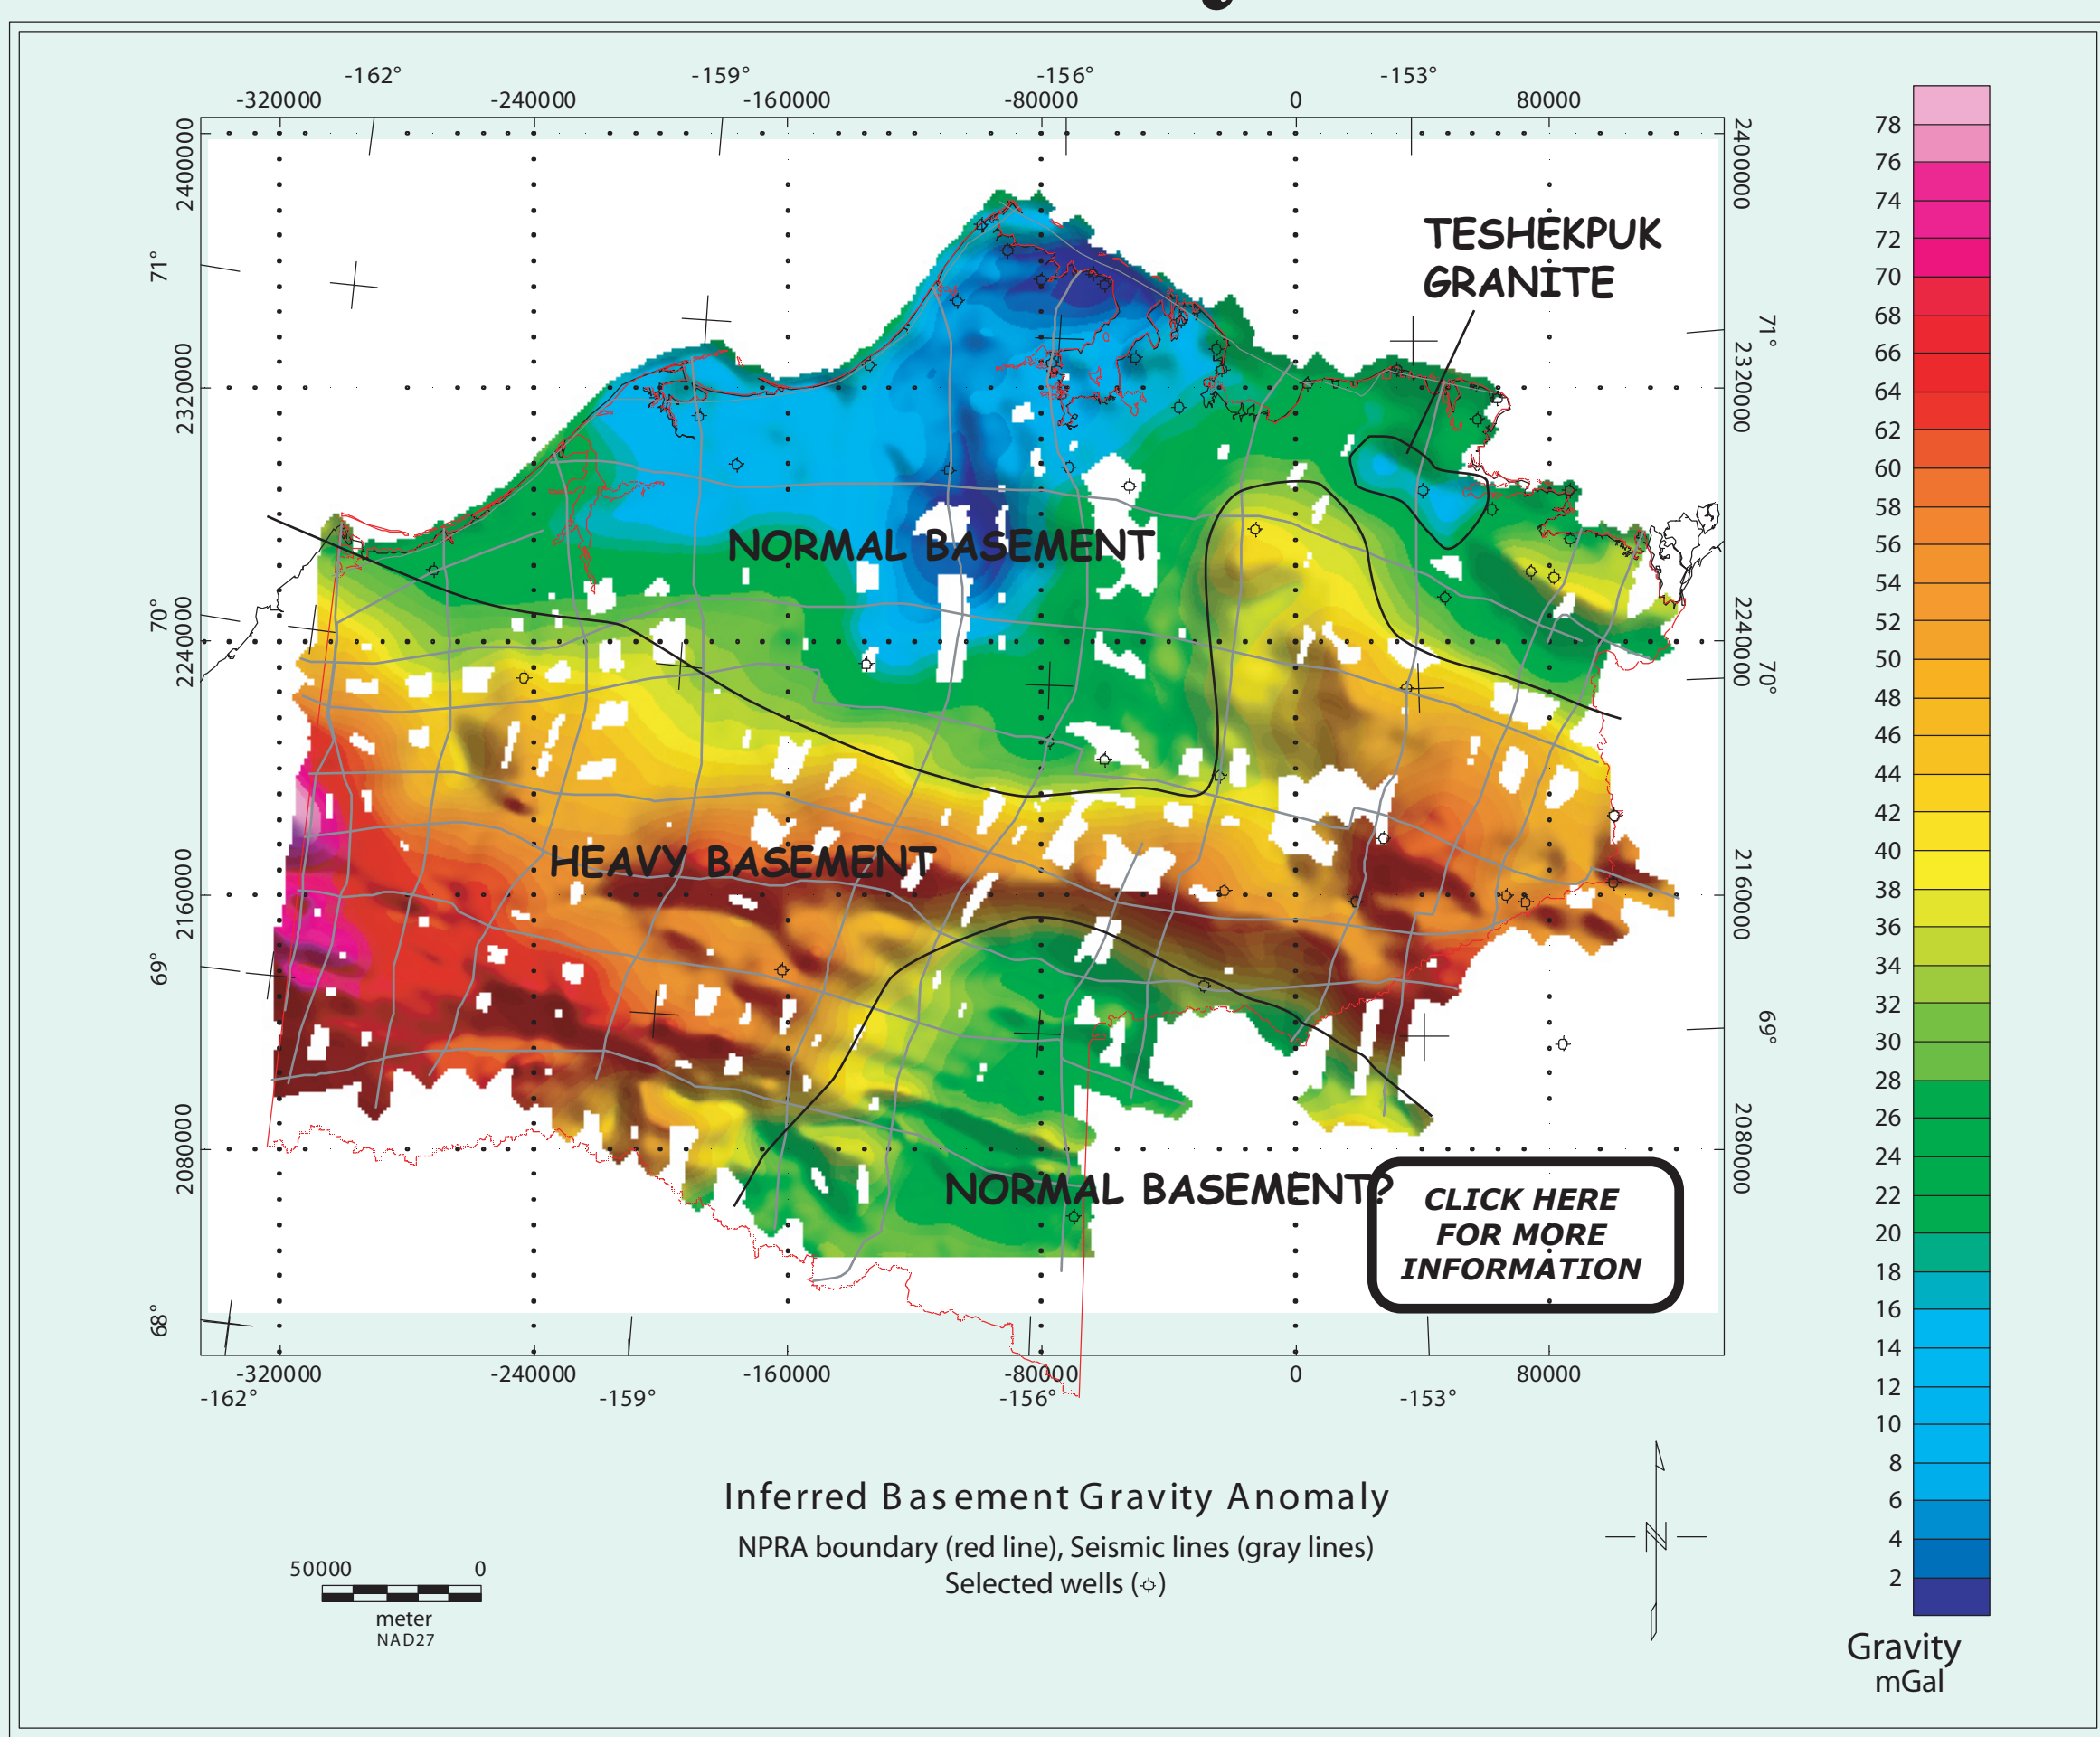 -162° -159° -156° -153°
-320000 -240000 -160000 -80000 0 80000
2400000 2400000
71° 71°
2320000 2320000
70° 70°
2240000 2240000
2160000 2160000
69° 69°
2080000 2080000
68°
TESHEKPUK
GRANITE
NORMAL BASEMENT
HEAVY BASEMENT
NORMAL BASEMENT?
CLICK HERE
FOR MORE
INFORMATION
-320000 -240000 -160000 -80000 0 80000
-162° -159° -156° -153°
Inferred Basement Gravity Anomaly
NPRA boundary (red line), Seismic lines (gray lines)
Selected wells ( )
50000 0
meter
NAD27
N
78
76
74
72
70
68
66
64
62
60
58
56
54
52
50
48
46
44
42
40
38
36
34
32
30
28
26
24
22
20
18
16
14
12
10
8
6
4
2
Gravity
mGal